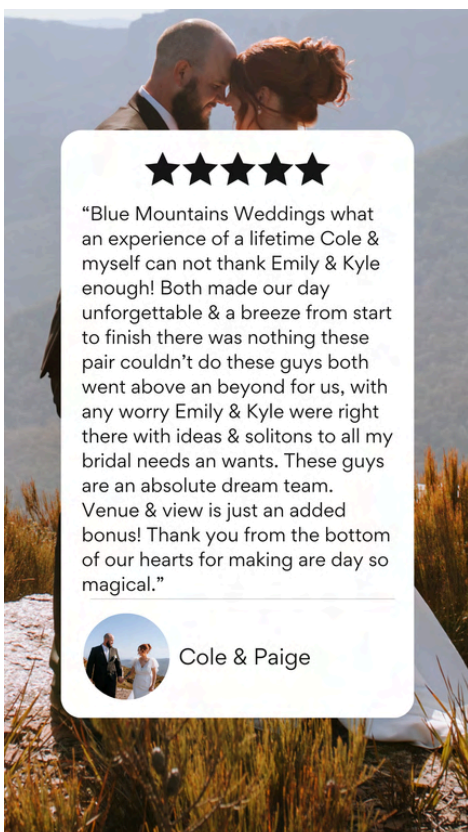 “Blue Mountains Weddings what
an experience of a lifetime Cole &
myself can not thank Emily & Kyle
enough! Both made our day
unforgettable & a breeze from start
to finish there was nothing these
pair couldn’t do these guys both
went above an beyond for us, with
any worry Emily & Kyle were right
there with ideas & solitons to all my
bridal needs an wants. These guys
are an absolute dream team.
Venue & view is just an added
bonus! Thank you from the bottom
of our hearts for making are day so
magical.”
Cole & Paige